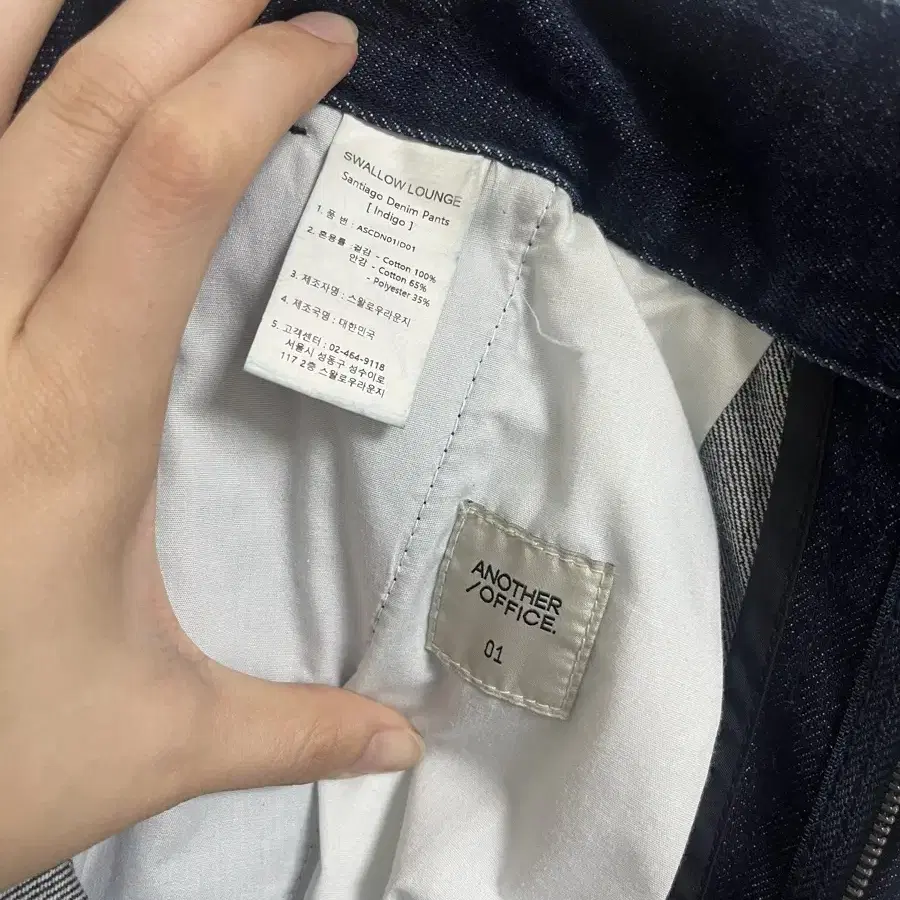 SWALLOW LOUNGE
Santiago Denim Pants
[ Indigo ]
1. 품 번 : ASCDN01ID01
2. 혼용률 : 겉감 - Cotton 100%
안감 - Cotton 65%
- Polyester 35%
3. 제조자명 : 스왈로우라운지
4. 제조국명 : 대한민국
5. 고객센터 : 02-464-9118
서울시 성동구 성수이로
117 2층 스왈로우라운지
ANOTHER
/OFFICE.
01